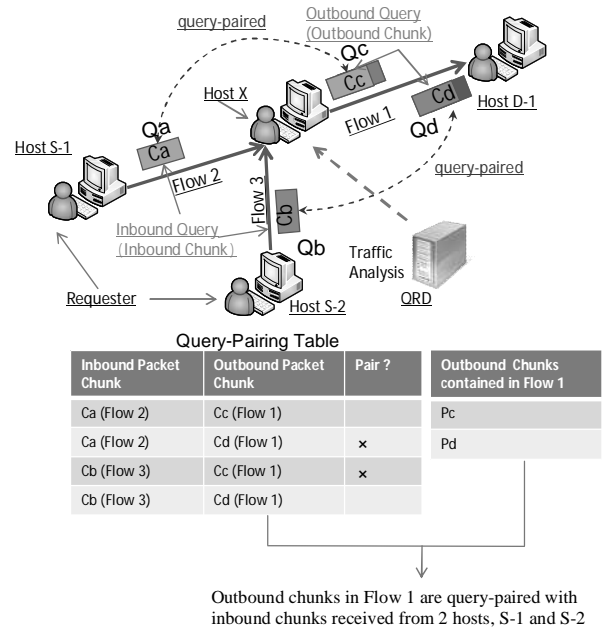 query-paired
Outbound Query
(Outbound Chunk)
Qc
Cc
Host X
Cd
Host D-1
Qa
Flow 1
Qd
Host S-1
Ca
query-paired
Flow 2
Flow 3
Cb
Inbound Query
(Inbound Chunk)
Qb
Traffic
Analysis
Requester
QRD
Host S-2
Query-Pairing Table
Inbound Packet Chunk | Outbound Packet Chunk | Pair ?
Ca (Flow 2) | Cc (Flow 1)
Ca (Flow 2) | Cd (Flow 1) | ×
Cb (Flow 3) | Cc (Flow 1) | ×
Cb (Flow 3) | Cd (Flow 1)
Outbound Chunks
contained in Flow 1
Pc
Pd
Outbound chunks in Flow 1 are query-paired with
inbound chunks received from 2 hosts, S-1 and S-2